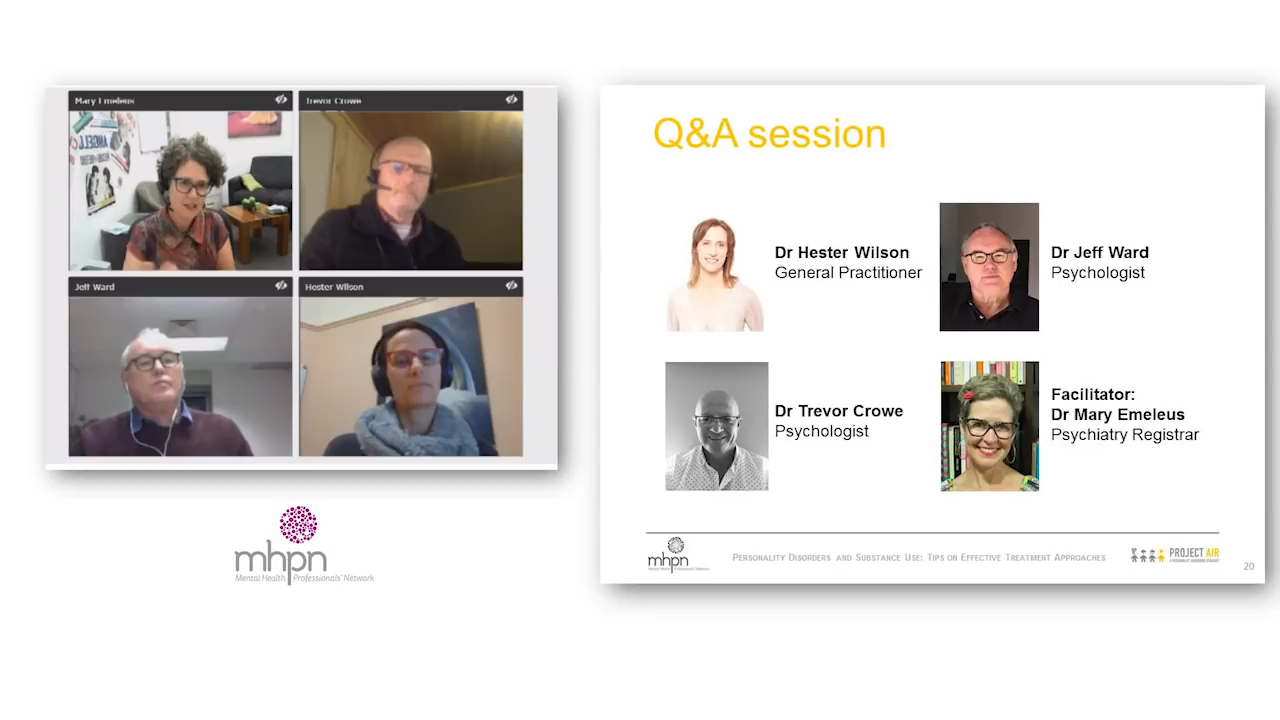 Mary Emeleus
Trevor Crowe
Jeff Ward
Hester Wilson
ANGELL
mhpn
Mental Health Professionals' Network
Q&A session
Dr Hester Wilson
General Practitioner
Dr Jeff Ward
Psychologist
Dr Trevor Crowe
Psychologist
Facilitator:
Dr Mary Emeleus
Psychiatry Registrar
mhpn
Personality Disorders and Substance Use: Tips on Effective Treatment Approaches
PROJECT AIR
20